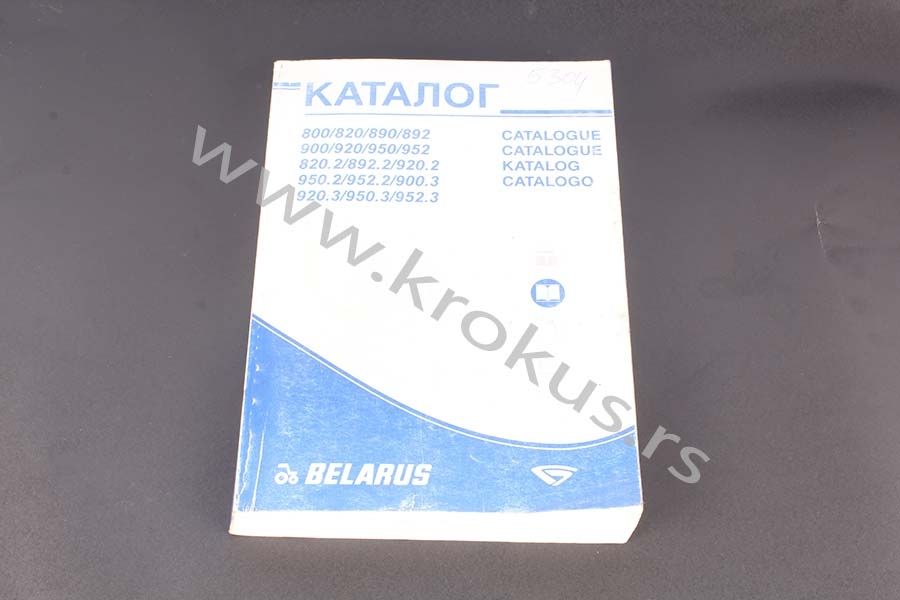 5304
КАТАЛОГ
800/820/890/892
900/920/950/952
820.2/892.2/920.2
950.2/952.2/900.3
920.3/950.3/952.3
CATALOGUE
CATALOGUE
KATALOG
CATALOGO
BELARUS
www.krokus.rs